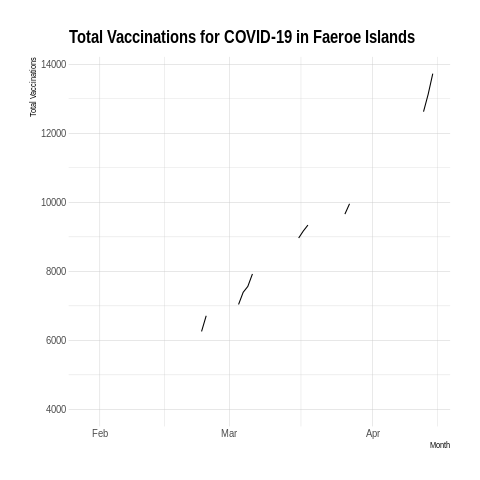 Total Vaccinations for COVID-19 in Faeroe Islands
Total Vaccinations
14000
12000
10000
8000
6000
4000
Feb Mar Apr
Month